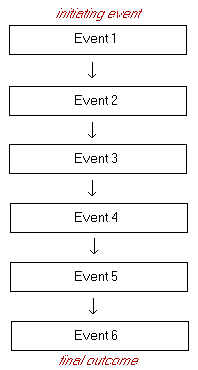 initiating event
Event 1
Event 2
Event 3
Event 4
Event 5
Event 6
final outcome